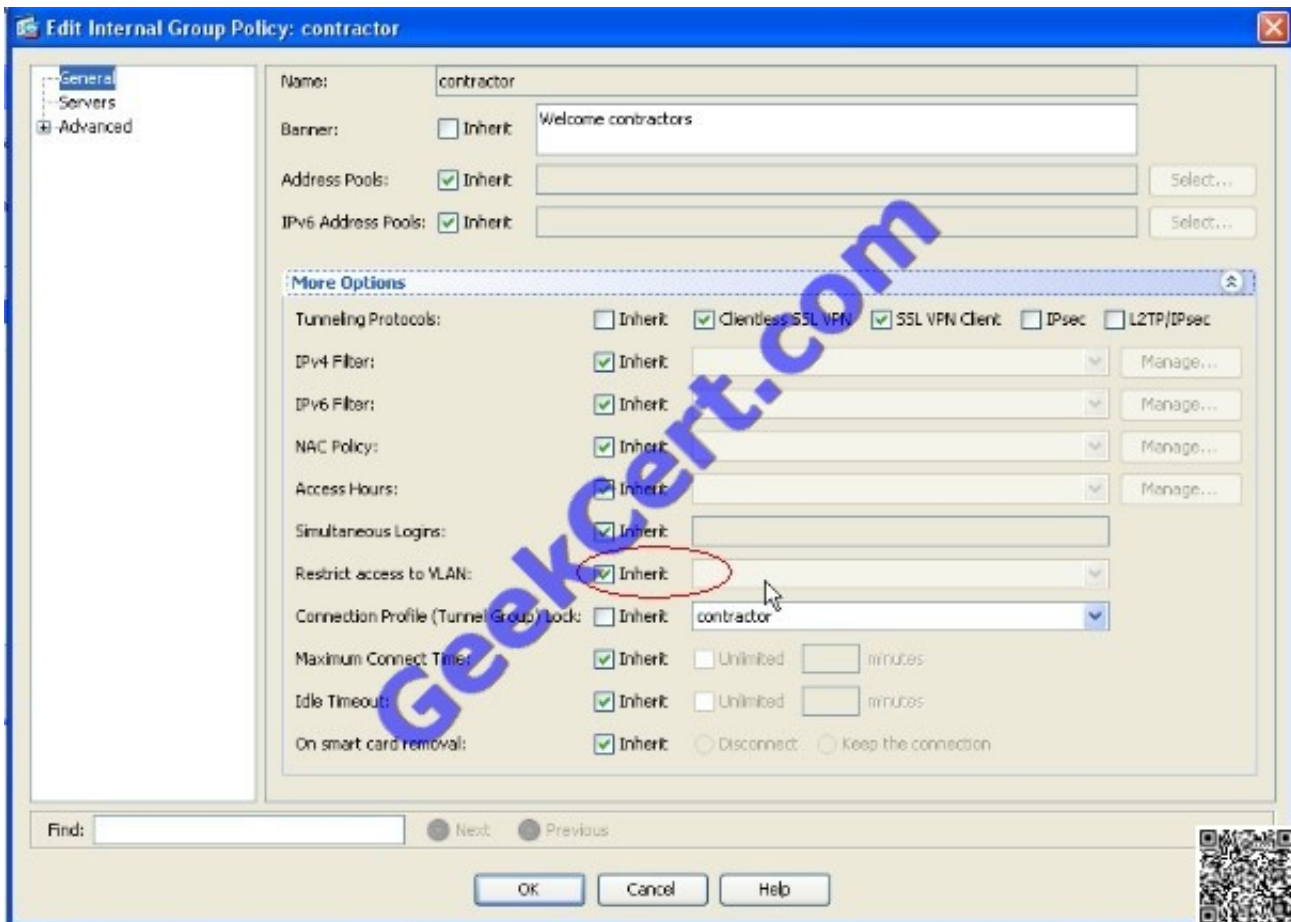 Edit Internal Group Policy: contractor
General
Servers
Advanced
Name: contractor
Banner: Inherit Welcome contractors
Address Pools: Inherit Select...
IPv6 Address Pools: Inherit Select...
More Options
Tunneling Protocols: Inherit Clientless SSL VPN SSL VPN Client IPsec L2TP/IPsec
IPv4 Filter: Inherit Manage...
IPv6 Filter: Inherit Manage...
NAC Policy: Inherit Manage...
Access Hours: Inherit Manage...
Simultaneous Logins: Inherit
Restrict access to VLAN: Inherit
Connection Profile (Tunnel Group) Lock: Inherit contractor
Maximum Connect Time: Inherit Unlimited minutes
Idle Timeout: Inherit Unlimited minutes
On smart card removal: Inherit Disconnect Keep the connection
Find: Next Previous
OK Cancel Help
GeekCert.com